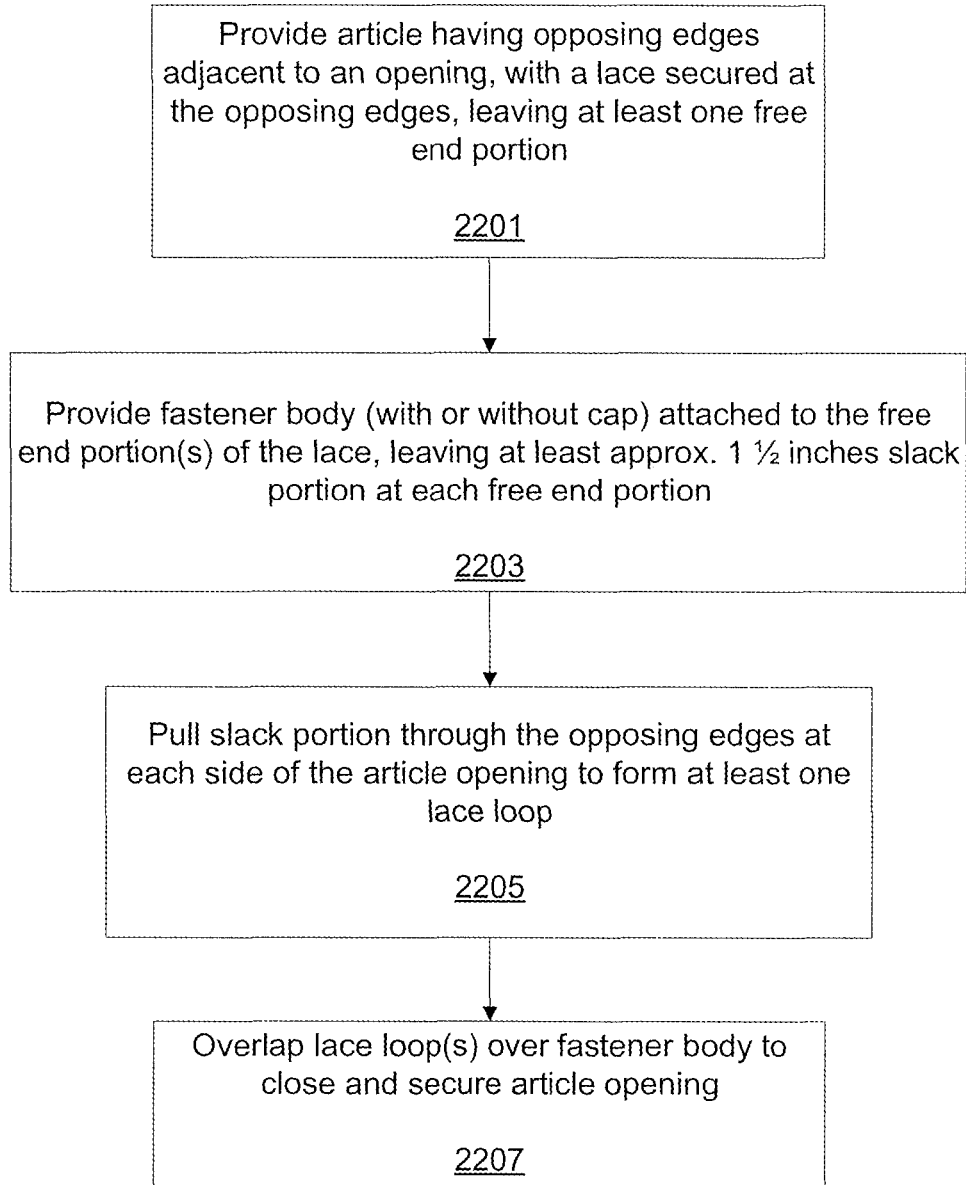 Provide article having opposing edges
adjacent to an opening, with a lace secured at
the opposing edges, leaving at least one free
end portion
2201
Provide fastener body (with or without cap) attached to the free
end portion(s) of the lace, leaving at least approx. 1 ½ inches slack
portion at each free end portion
2203
Pull slack portion through the opposing edges at
each side of the article opening to form at least one
lace loop
2205
Overlap lace loop(s) over fastener body to
close and secure article opening
2207